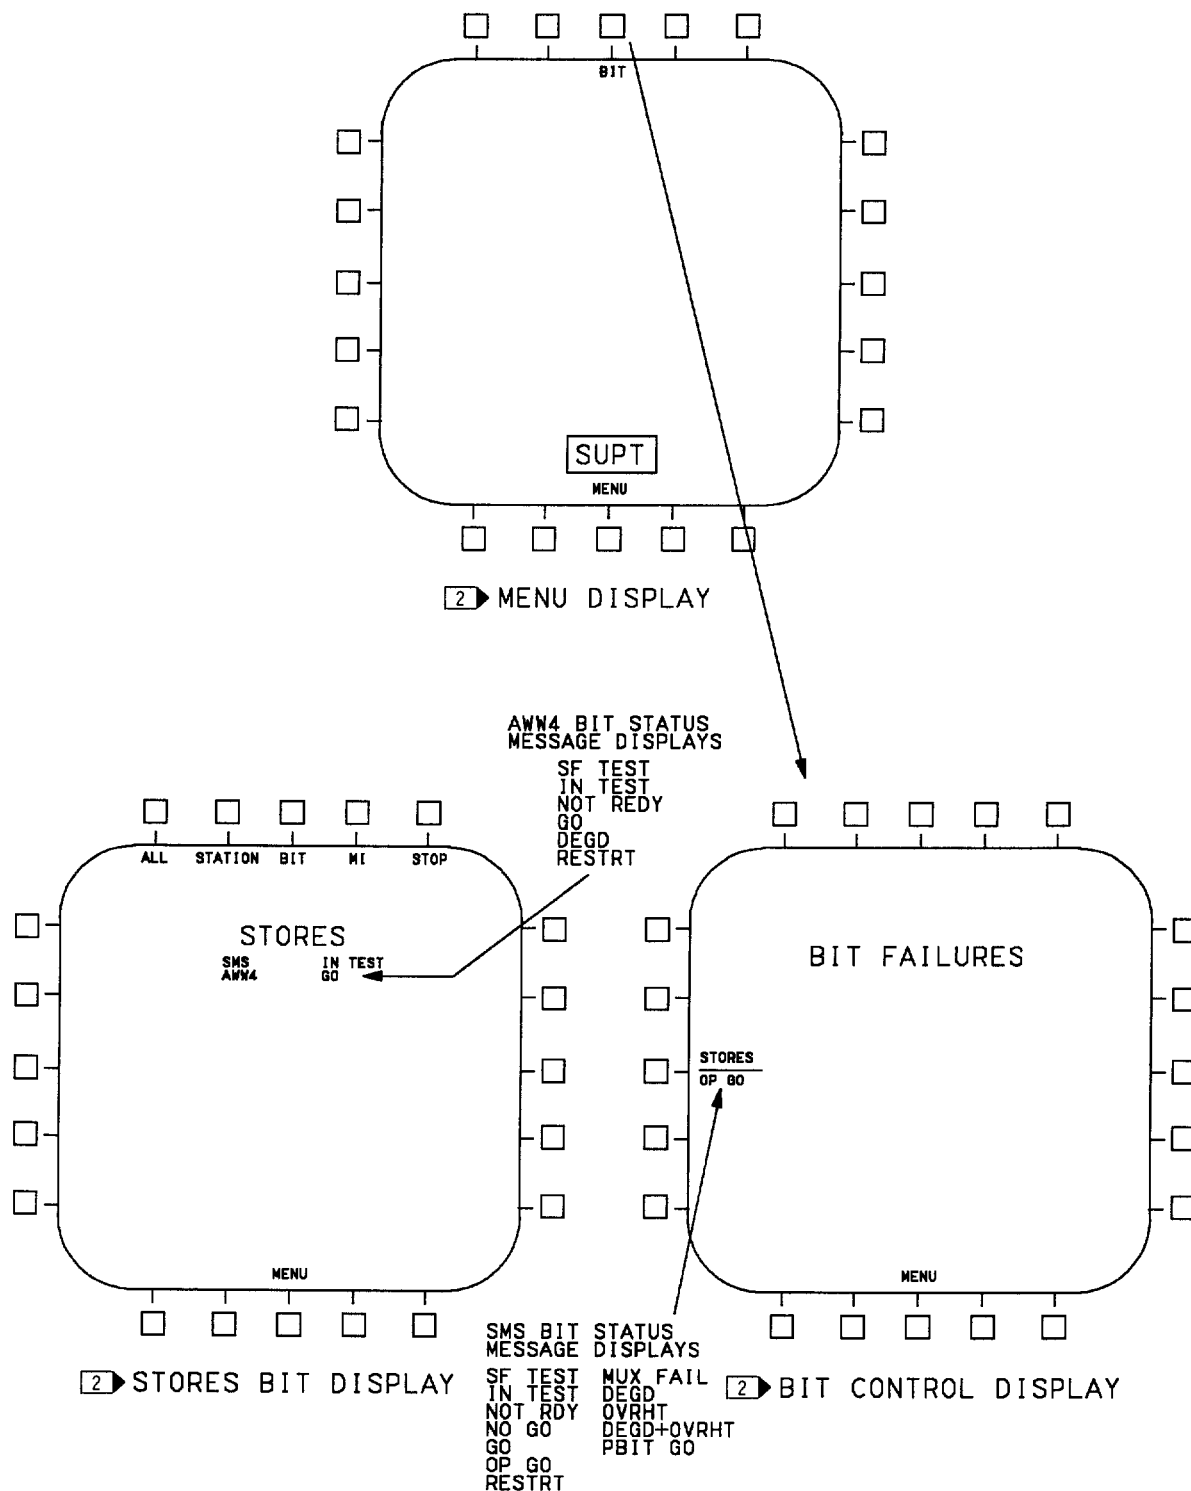 BIT
SUPT
MENU
2 MENU DISPLAY
AWW4 BIT STATUS
MESSAGE DISPLAYS
SF TEST
IN TEST
NOT REDY
GO
DEGD
RESTRT
ALL STATION BIT MI STOP
STORES
SMS IN TEST
AWW4 GO
MENU
2 STORES BIT DISPLAY
BIT FAILURES
STORES
OP GO
MENU
2 BIT CONTROL DISPLAY
SMS BIT STATUS
MESSAGE DISPLAYS
SF TEST MUX FAIL
IN TEST DEGD
NOT RDY OVRHT
NO GO DEGD+OVRHT
GO PBIT GO
OP GO
RESTRT